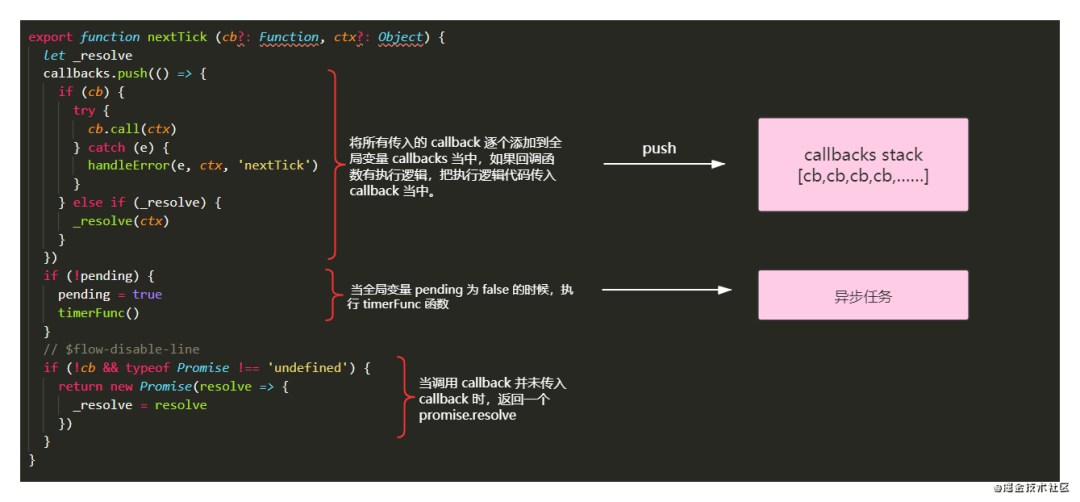 export function nextTick (cb?: Function, ctx?: Object) {
let _resolve
callbacks.push(() => {
if (cb) {
try {
cb.call(ctx)
} catch (e) {
handleError(e, ctx, 'nextTick')
}
} else if (_resolve) {
_resolve(ctx)
}
})
if (!pending) {
pending = true
timerFunc()
}
// $flow-disable-line
if (!cb && typeof Promise !== 'undefined') {
return new Promise(resolve => {
_resolve = resolve
})
}
}
将所有传入的 callback 逐个添加到全
局变量 callbacks 当中，如果回调函
数有执行逻辑，把执行逻辑代码传入
callback 当中。
push
callbacks stack
[cb,cb,cb,cb,......]
当全局变量 pending 为 false 的时候，执
行 timerFunc 函数
异步任务
当调用 callback 并未传入
callback 时，返回一个
promise.resolve
@掘金技术社区